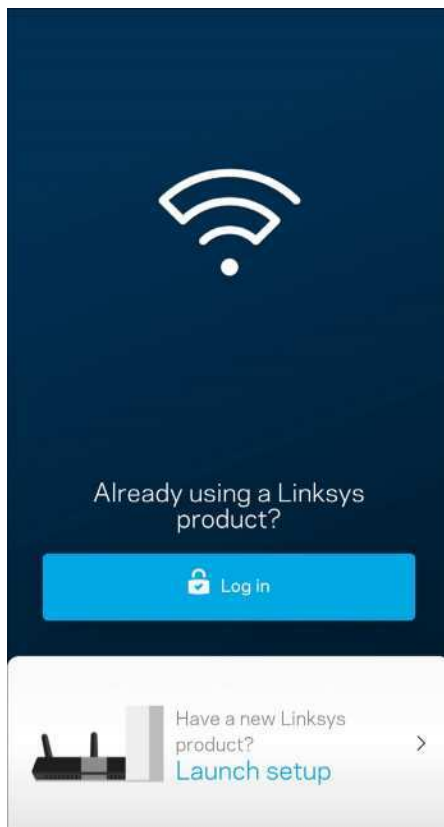 Already using a Linksys
product?
Log in
Have a new Linksys
product?
Launch setup